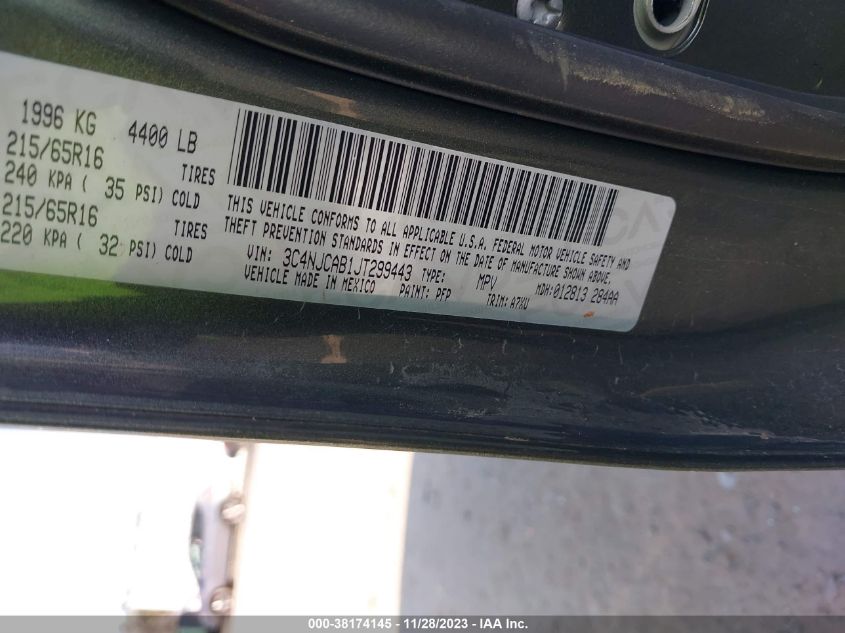 1996 KG 4400 LB
215/65R16 TIRES
240 KPA ( 35 PSI) COLD
215/65R16 TIRES
220 KPA ( 32 PSI) COLD
THIS VEHICLE CONFORMS TO ALL APPLICABLE U.S.A. FEDERAL MOTOR VEHICLE SAFETY AND
THEFT PREVENTION STANDARDS IN EFFECT ON THE DATE OF MANUFACTURE SHOWN ABOVE.
VIN: 3C4NJCAB1JT299443 TYPE: MPV MDH:012813 284AA
VEHICLE MADE IN MEXICO PAINT: PFP TRIM: A7XU
000-38174145 - 11/28/2023 - IAA Inc.